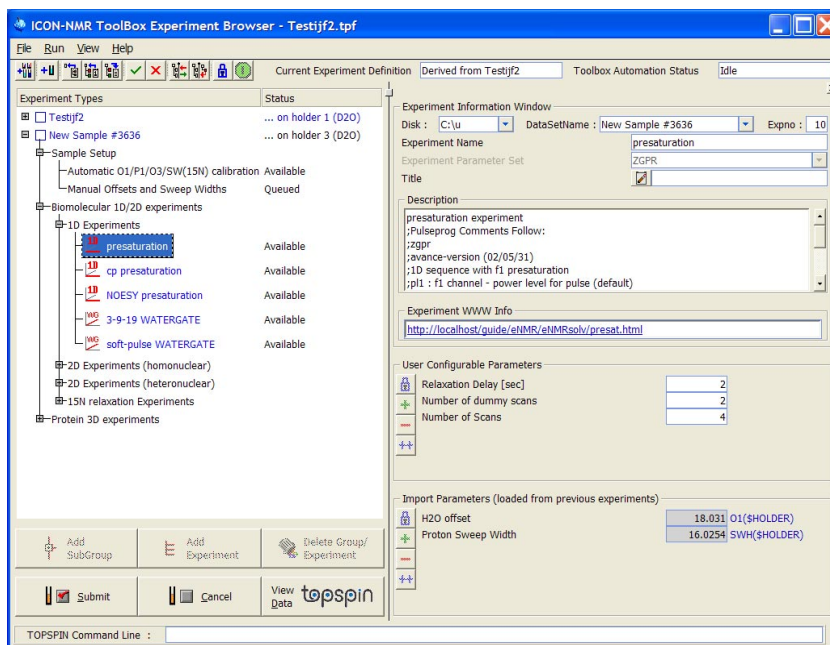 ICON-NMR ToolBox Experiment Browser - Testijf2.tpf
File Run View Help
Current Experiment Definition Derived from Testijf2 Toolbox Automation Status Idle
Experiment Types Status
Testijf2 ... on holder 1 (D2O)
New Sample #3636 ... on holder 3 (D2O)
Sample Setup
Automatic O1/P1/O3/SW(15N) calibration Available
Manual Offsets and Sweep Widths Queued
Biomolecular 1D/2D experiments
1D Experiments
1D presaturation Available
1D cp presaturation Available
1D NOESY presaturation Available
WG 3-9-19 WATERGATE Available
WG soft-pulse WATERGATE Available
2D Experiments (homonuclear)
2D Experiments (heteronuclear)
15N relaxation Experiments
Protein 3D experiments
Add SubGroup
Add Experiment
Delete Group/ Experiment
Submit
Cancel
View Data topspin
Experiment Information Window
Disk : C:\u DataSetName : New Sample #3636 Expno : 10
Experiment Name presaturation
Experiment Parameter Set ZGPR
Title
Description
presaturation experiment
;Pulseprog Comments Follow:
;zgpr
;avance-version (02/05/31)
;1D sequence with f1 presaturation
;pl1 : f1 channel - power level for pulse (default)
Experiment WWW Info
http://localhost/guide/eNMR/eNMRsolv/presat.html
User Configurable Parameters
Relaxation Delay [sec] 2
Number of dummy scans 2
Number of Scans 4
Import Parameters (loaded from previous experiments)
H2O offset 18.031 O1($HOLDER)
Proton Sweep Width 16.0254 SWH($HOLDER)
TOPSPIN Command Line :